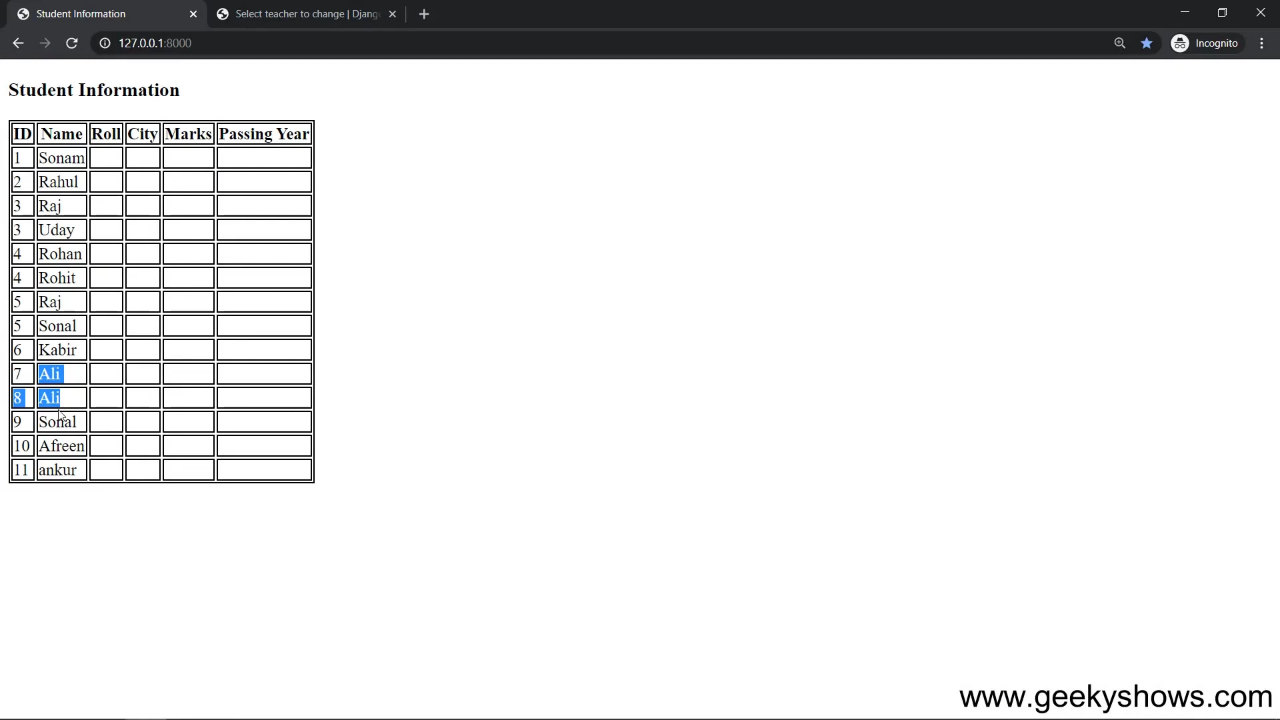 Student Information
Select teacher to change | Djang
127.0.0.1:8000
Incognito
Student Information
ID Name Roll City Marks Passing Year
1 Sonam
2 Rahul
3 Raj
3 Uday
4 Rohan
4 Rohit
5 Raj
5 Sonal
6 Kabir
7 Ali
8 Ali
9 Sonal
10 Afreen
11 ankur
www.geekyshows.com